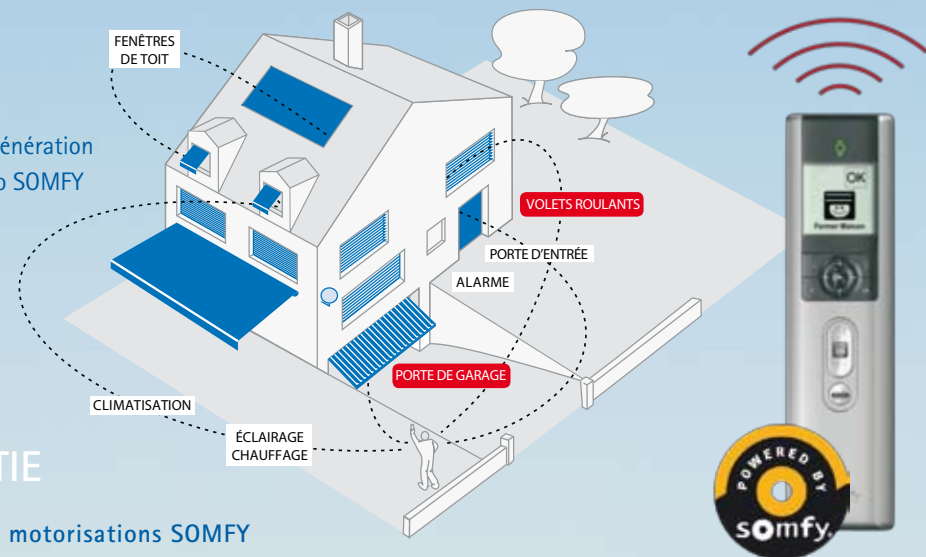 FENÊTRES
DE TOIT
énération
o SOMFY
VOLETS ROULANTS
PORTE D'ENTRÉE
ALARME
PORTE DE GARAGE
CLIMATISATION
ÉCLAIRAGE
CHAUFFAGE
TIE
motorisations SOMFY
OK
Fermer Maison
POWERED BY
somfy.